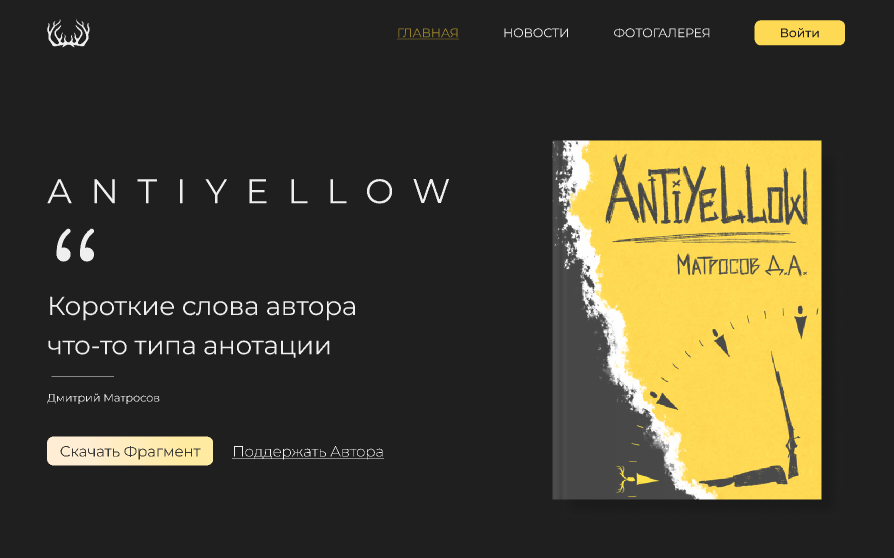 ГЛАВНАЯ НОВОСТИ ФОТОГАЛЕРЕЯ Войти
ANTIYELLOW
“
Короткие слова автора
что-то типа анотации
Дмитрий Матросов
Скачать Фрагмент Поддержать Автора
ANTiYELLOW
МАТРОСОВ Д.А.